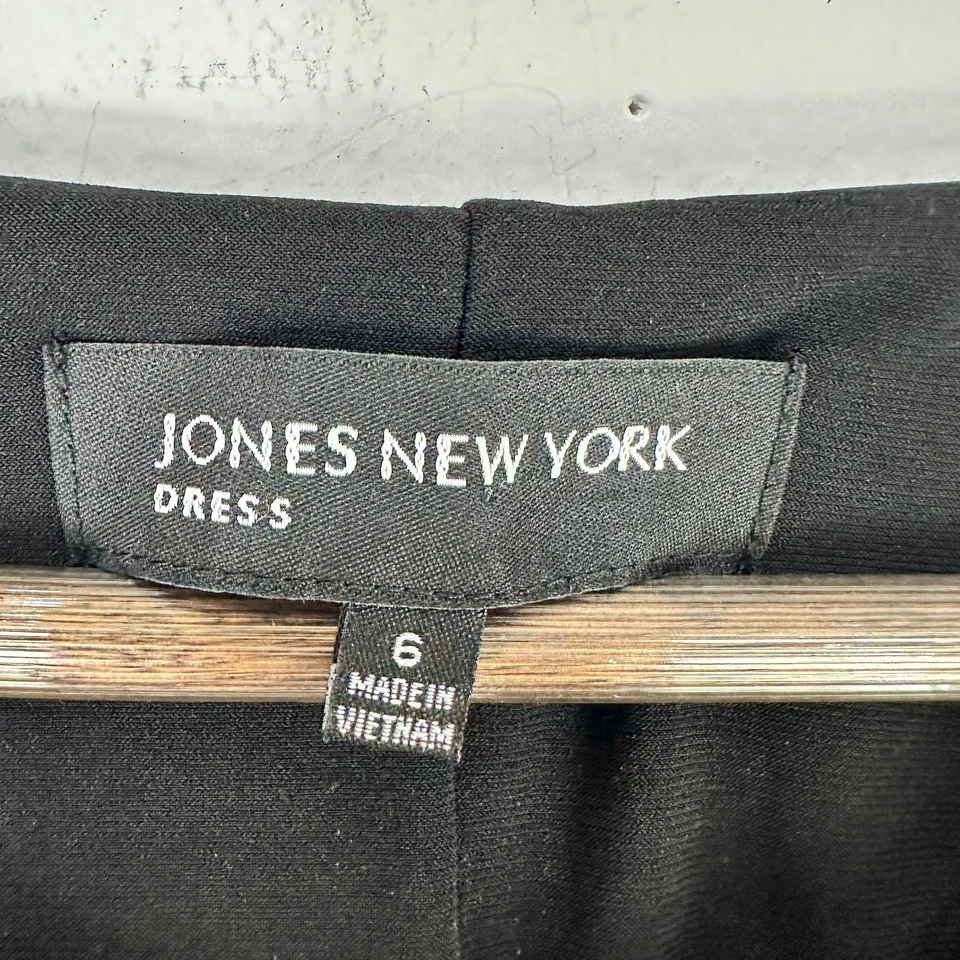 JONES NEW YORK
DRESS
6
MADE IN
VIETNAM